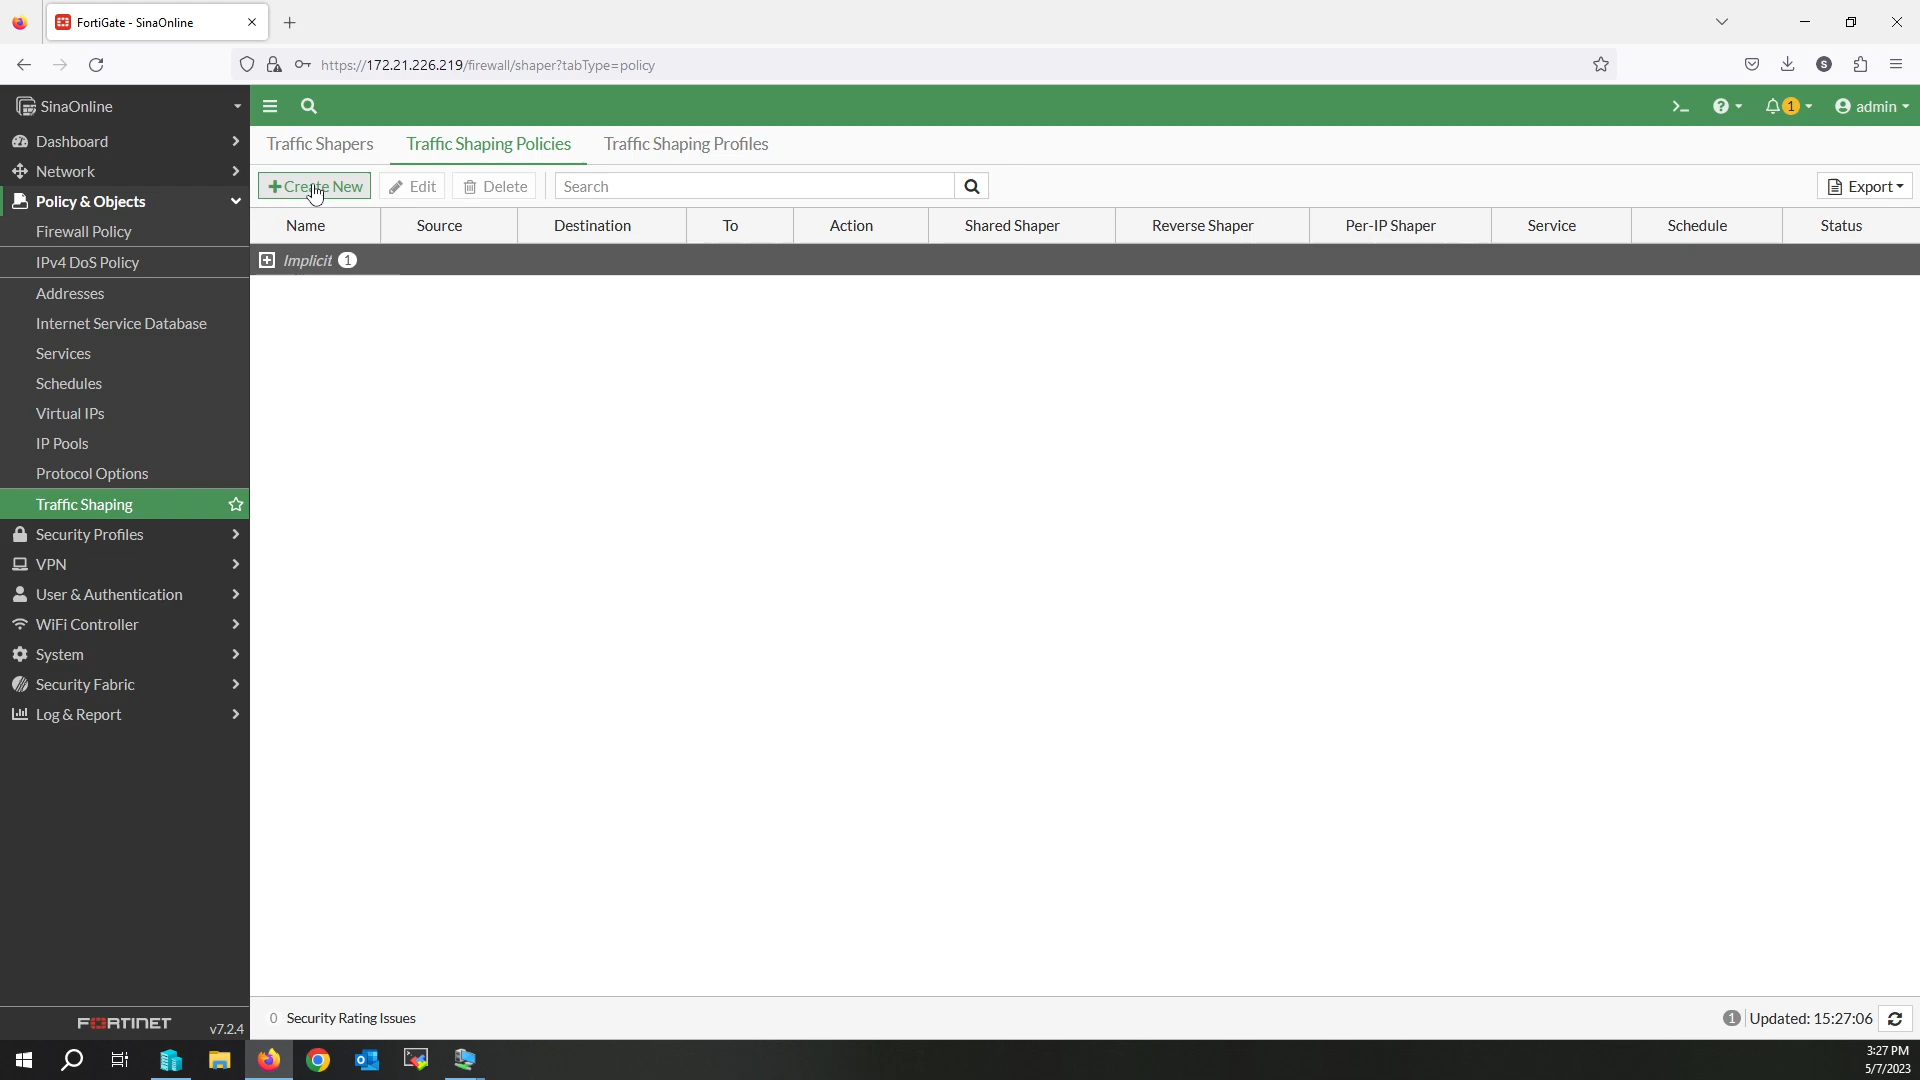 FortiGate - SinaOnline
https://172.21.226.219/firewall/shaper?tabType=policy
S
SinaOnline
1
admin
Dashboard
Network
Policy & Objects
Firewall Policy
IPv4 DoS Policy
Addresses
Internet Service Database
Services
Schedules
Virtual IPs
IP Pools
Protocol Options
Traffic Shaping
Security Profiles
VPN
User & Authentication
WiFi Controller
System
Security Fabric
Log & Report
FORTINET v7.2.4
Traffic Shapers Traffic Shaping Policies Traffic Shaping Profiles
Create New Edit Delete Search Export
Name Source Destination To Action Shared Shaper Reverse Shaper Per-IP Shaper Service Schedule Status
Implicit 1
0 Security Rating Issues
1 Updated: 15:27:06
3:27 PM
5/7/2023